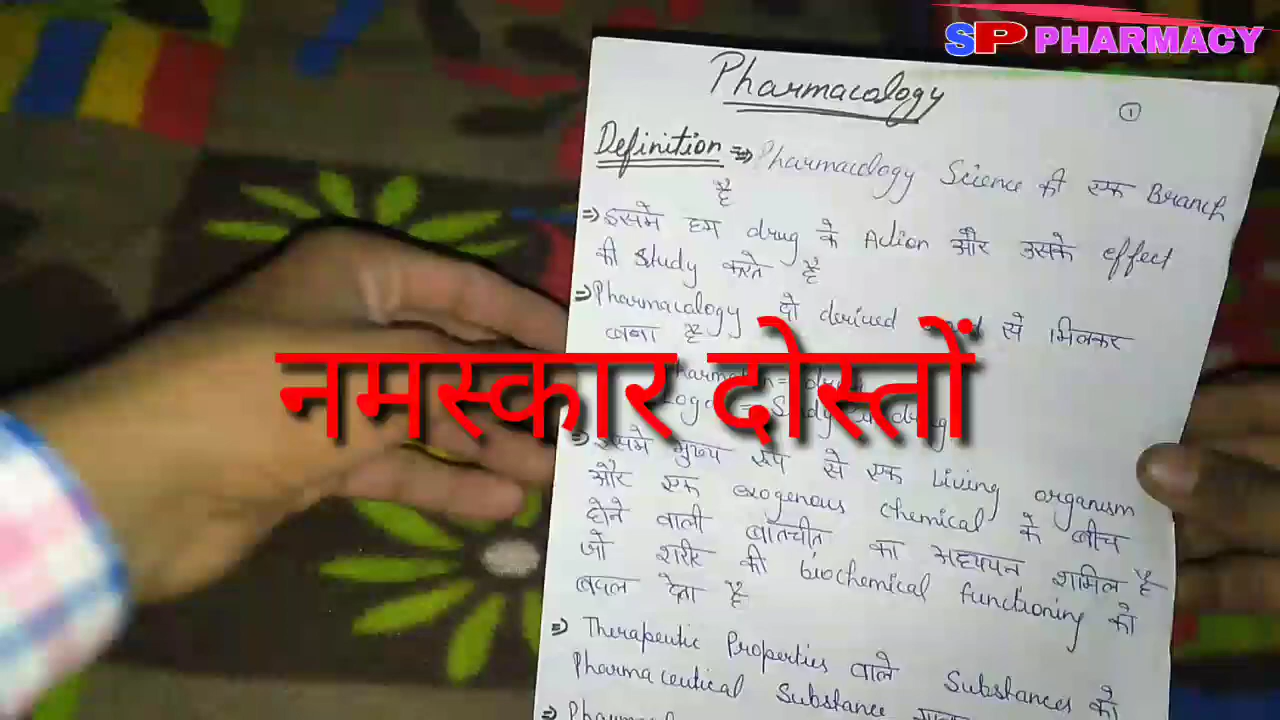 SP PHARMACY
Pharmacology
1
Definition ⇒ Pharmacology Science की एक Branch
है
⇒ इसमे हम drug के Action और उसके effect
की study करते है
⇒ Pharmacology दो derived से मिलकर
बना है
नमस्कार दोस्तों
⇒ इसमे मुख्य रूप से एक Living organism
और एक exogenous chemical के बीच
होने वाली बॉतचीत का अध्ययन शामिल है
जो शरीर की biochemical functioning को
बदल देता है
⇒ Therapeutic Properties वाले Substances को
Pharmaceutical Substance